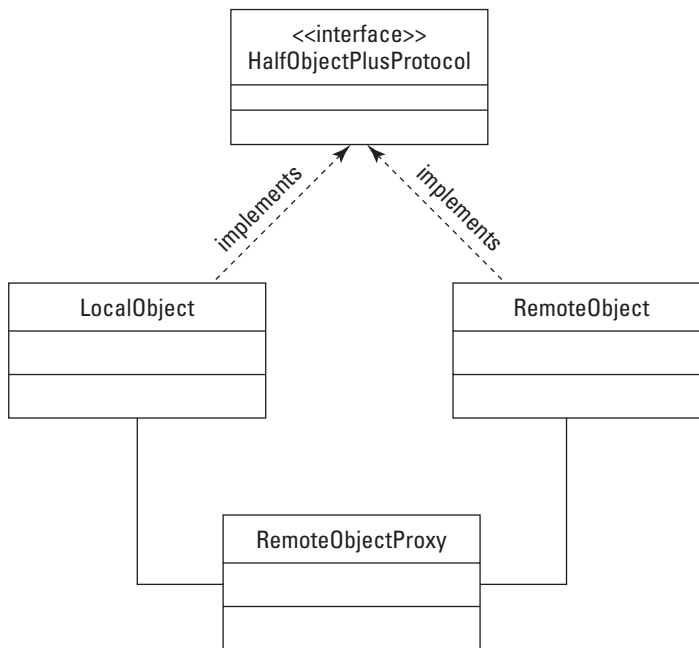 <<interface>>
HalfObjectPlusProtocol
implements
implements
LocalObject
RemoteObject
RemoteObjectProxy